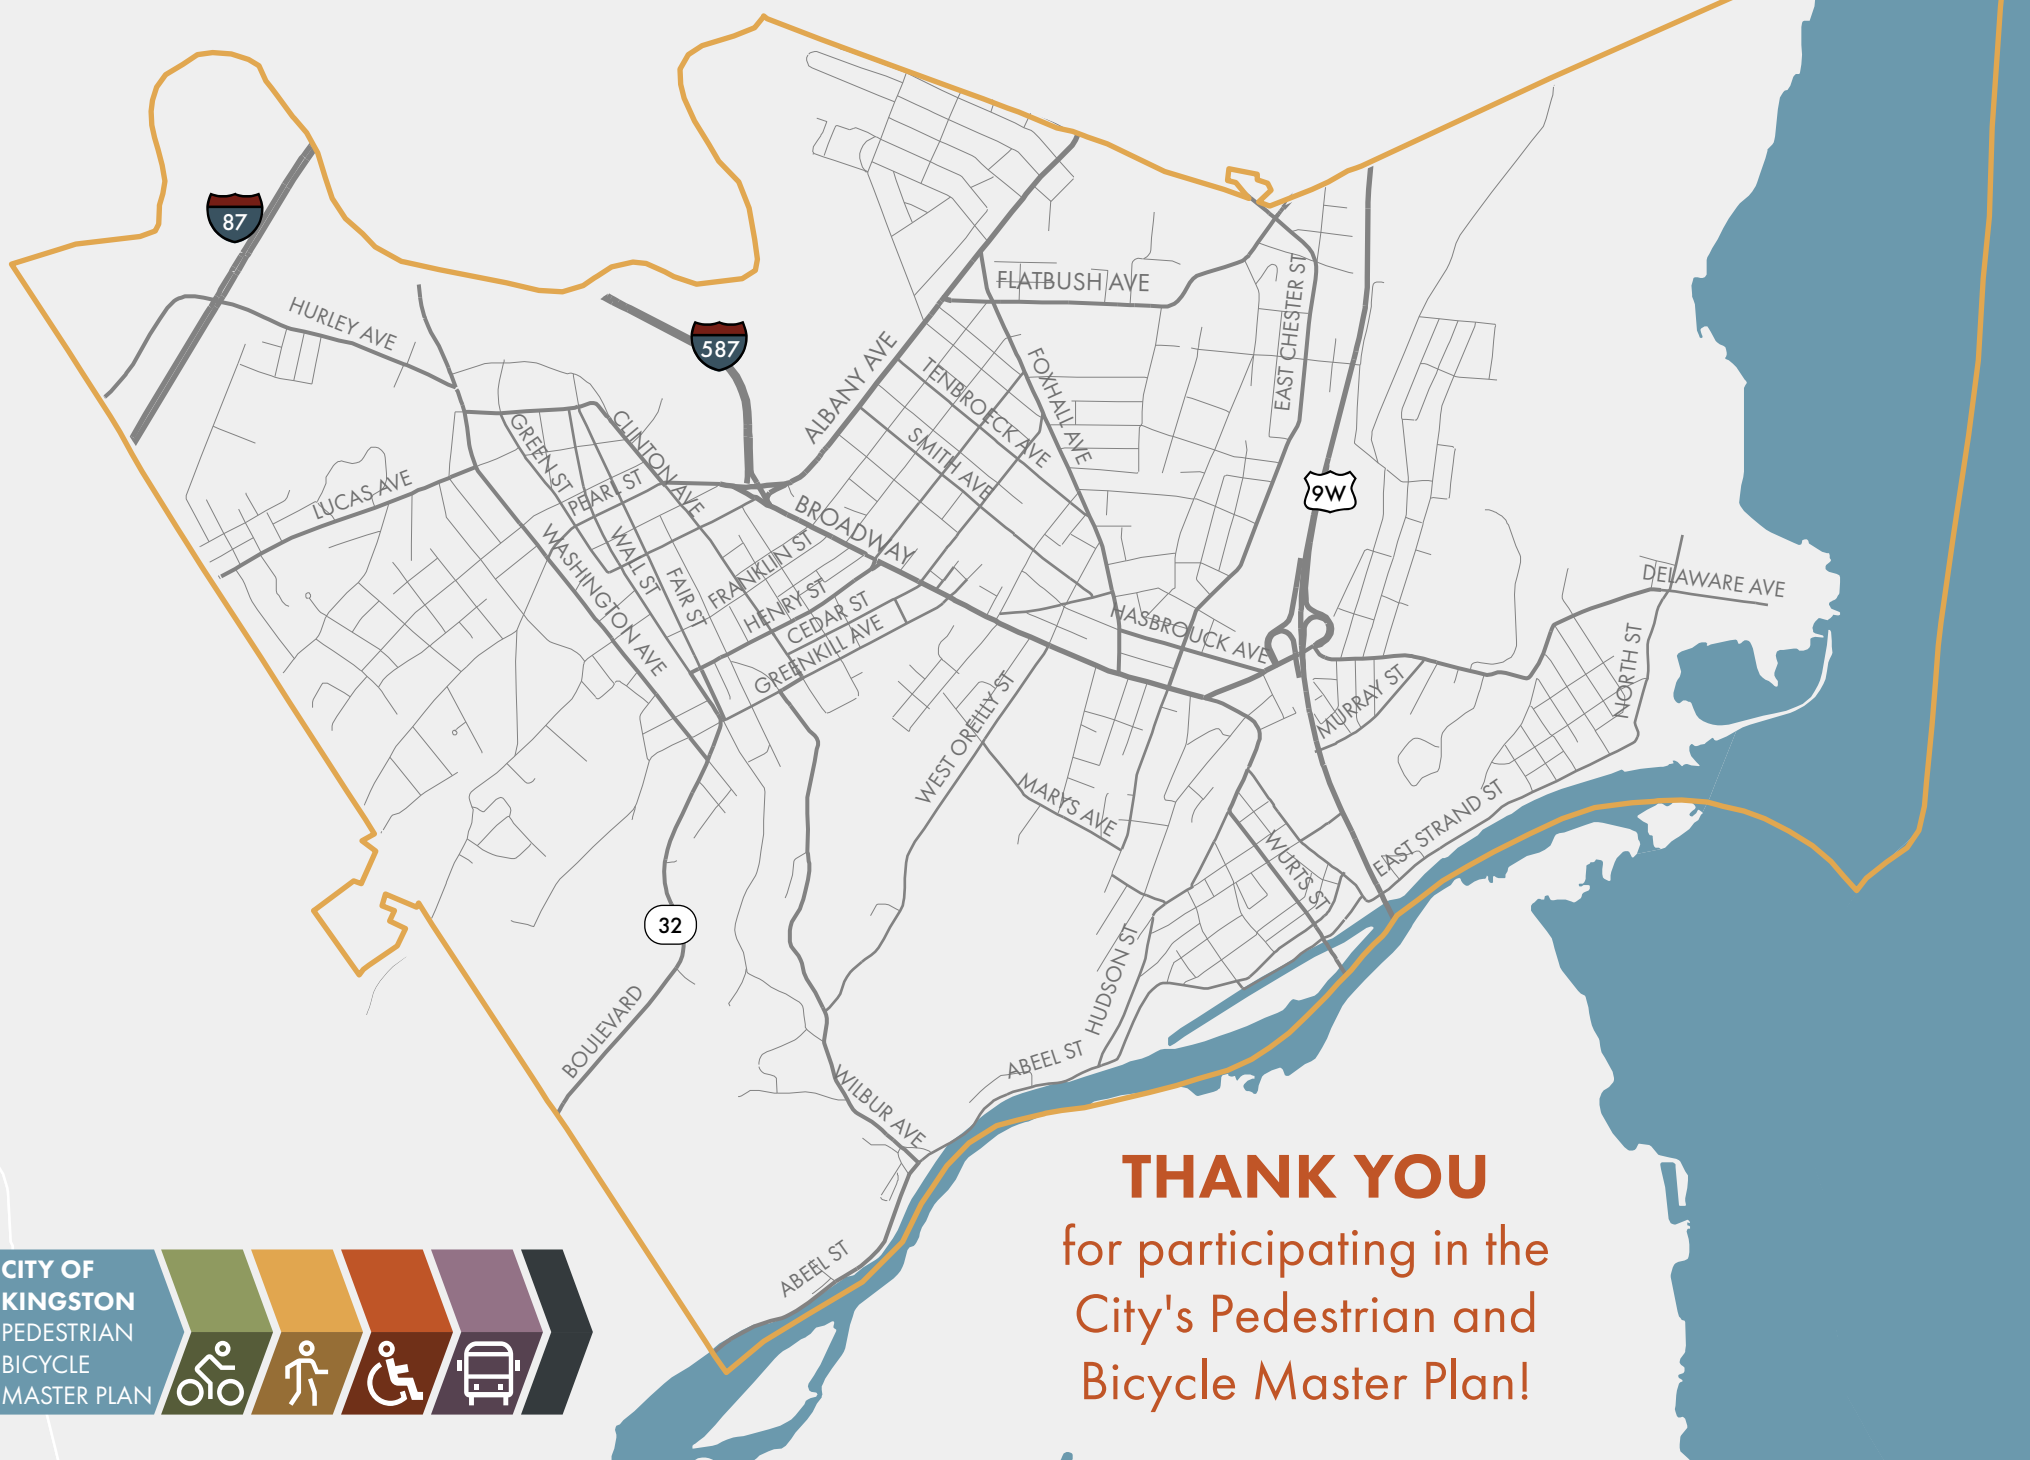 87
HURLEY AVE
587
FLATBUSH AVE
EAST CHESTER ST
ALBANY AVE
FOXHALL AVE
TENBROECK AVE
SMITH AVE
CLINTON AVE
GREEN ST
PEARL ST
LUCAS AVE
BROADWAY
9W
WASHINGTON AVE
WALL ST
FAIR ST
FRANKLIN ST
HENRY ST
CEDAR ST
GREENKILL AVE
HASBROUCK AVE
DELAWARE AVE
NORTH ST
MURRAY ST
WEST OREILLY ST
MARYS AVE
EAST STRAND ST
WURTS ST
32
HUDSON ST
BOULEVARD
ABEEL ST
WILBUR AVE
ABEEL ST
THANK YOU
for participating in the
City's Pedestrian and
Bicycle Master Plan!
CITY OF
KINGSTON
PEDESTRIAN
BICYCLE
MASTER PLAN